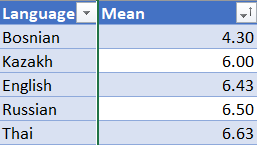 Language Mean
Bosnian 4.30
Kazakh 6.00
English 6.43
Russian 6.50
Thai 6.63